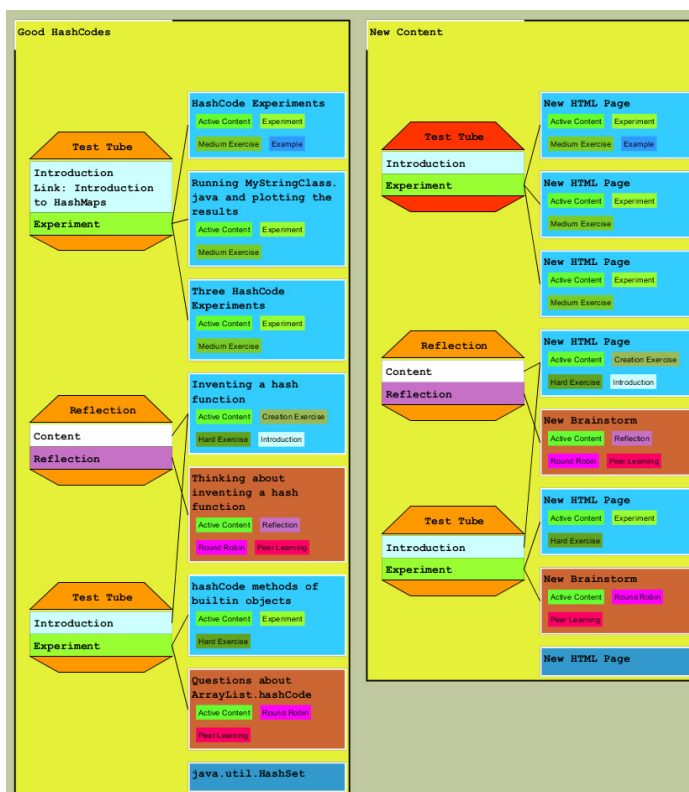 Good HashCodes
HashCode Experiments
Active Content Experiment
Medium Exercise Example
Test Tube
Introduction
Link: Introduction
to HashMaps
Experiment
Running MyStringClass.
java and plotting the
results
Active Content Experiment
Medium Exercise
Three HashCode
Experiments
Active Content Experiment
Medium Exercise
Inventing a hash
function
Active Content Creation Exercise
Hard Exercise Introduction
Reflection
Content
Reflection
Thinking about
inventing a hash
function
Active Content Reflection
Round Robin Peer Learning
Test Tube
Introduction
Experiment
hashCode methods of
builtin objects
Active Content Experiment
Hard Exercise
Questions about
ArrayList.hashCode
Active Content Round Robin
Peer Learning
java.util.HashSet
New Content
New HTML Page
Active Content Experiment
Medium Exercise Example
Test Tube
Introduction
Experiment
New HTML Page
Active Content Experiment
Medium Exercise
New HTML Page
Active Content Experiment
Medium Exercise
Reflection
Content
Reflection
New HTML Page
Active Content Creation Exercise
Hard Exercise Introduction
New Brainstorm
Active Content Reflection
Round Robin Peer Learning
Test Tube
Introduction
Experiment
New HTML Page
Active Content Experiment
Hard Exercise
New Brainstorm
Active Content Round Robin
Peer Learning
New HTML Page